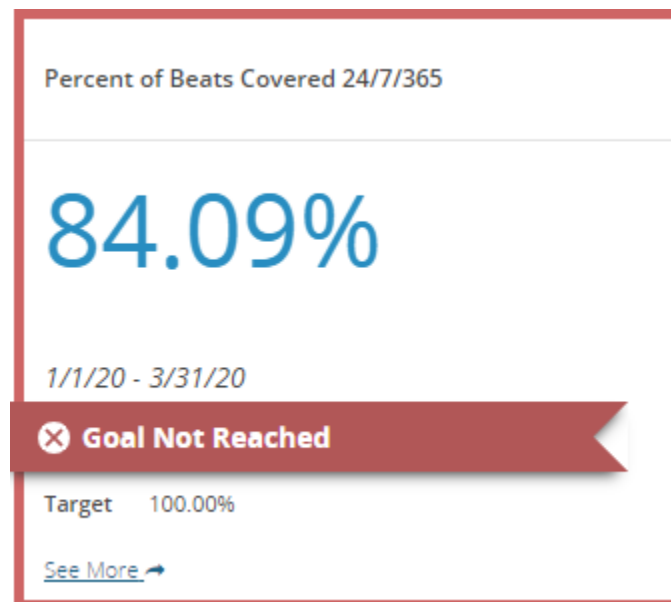 Percent of Beats Covered 24/7/365
84.09%
1/1/20 - 3/31/20
Goal Not Reached
Target 100.00%
See More